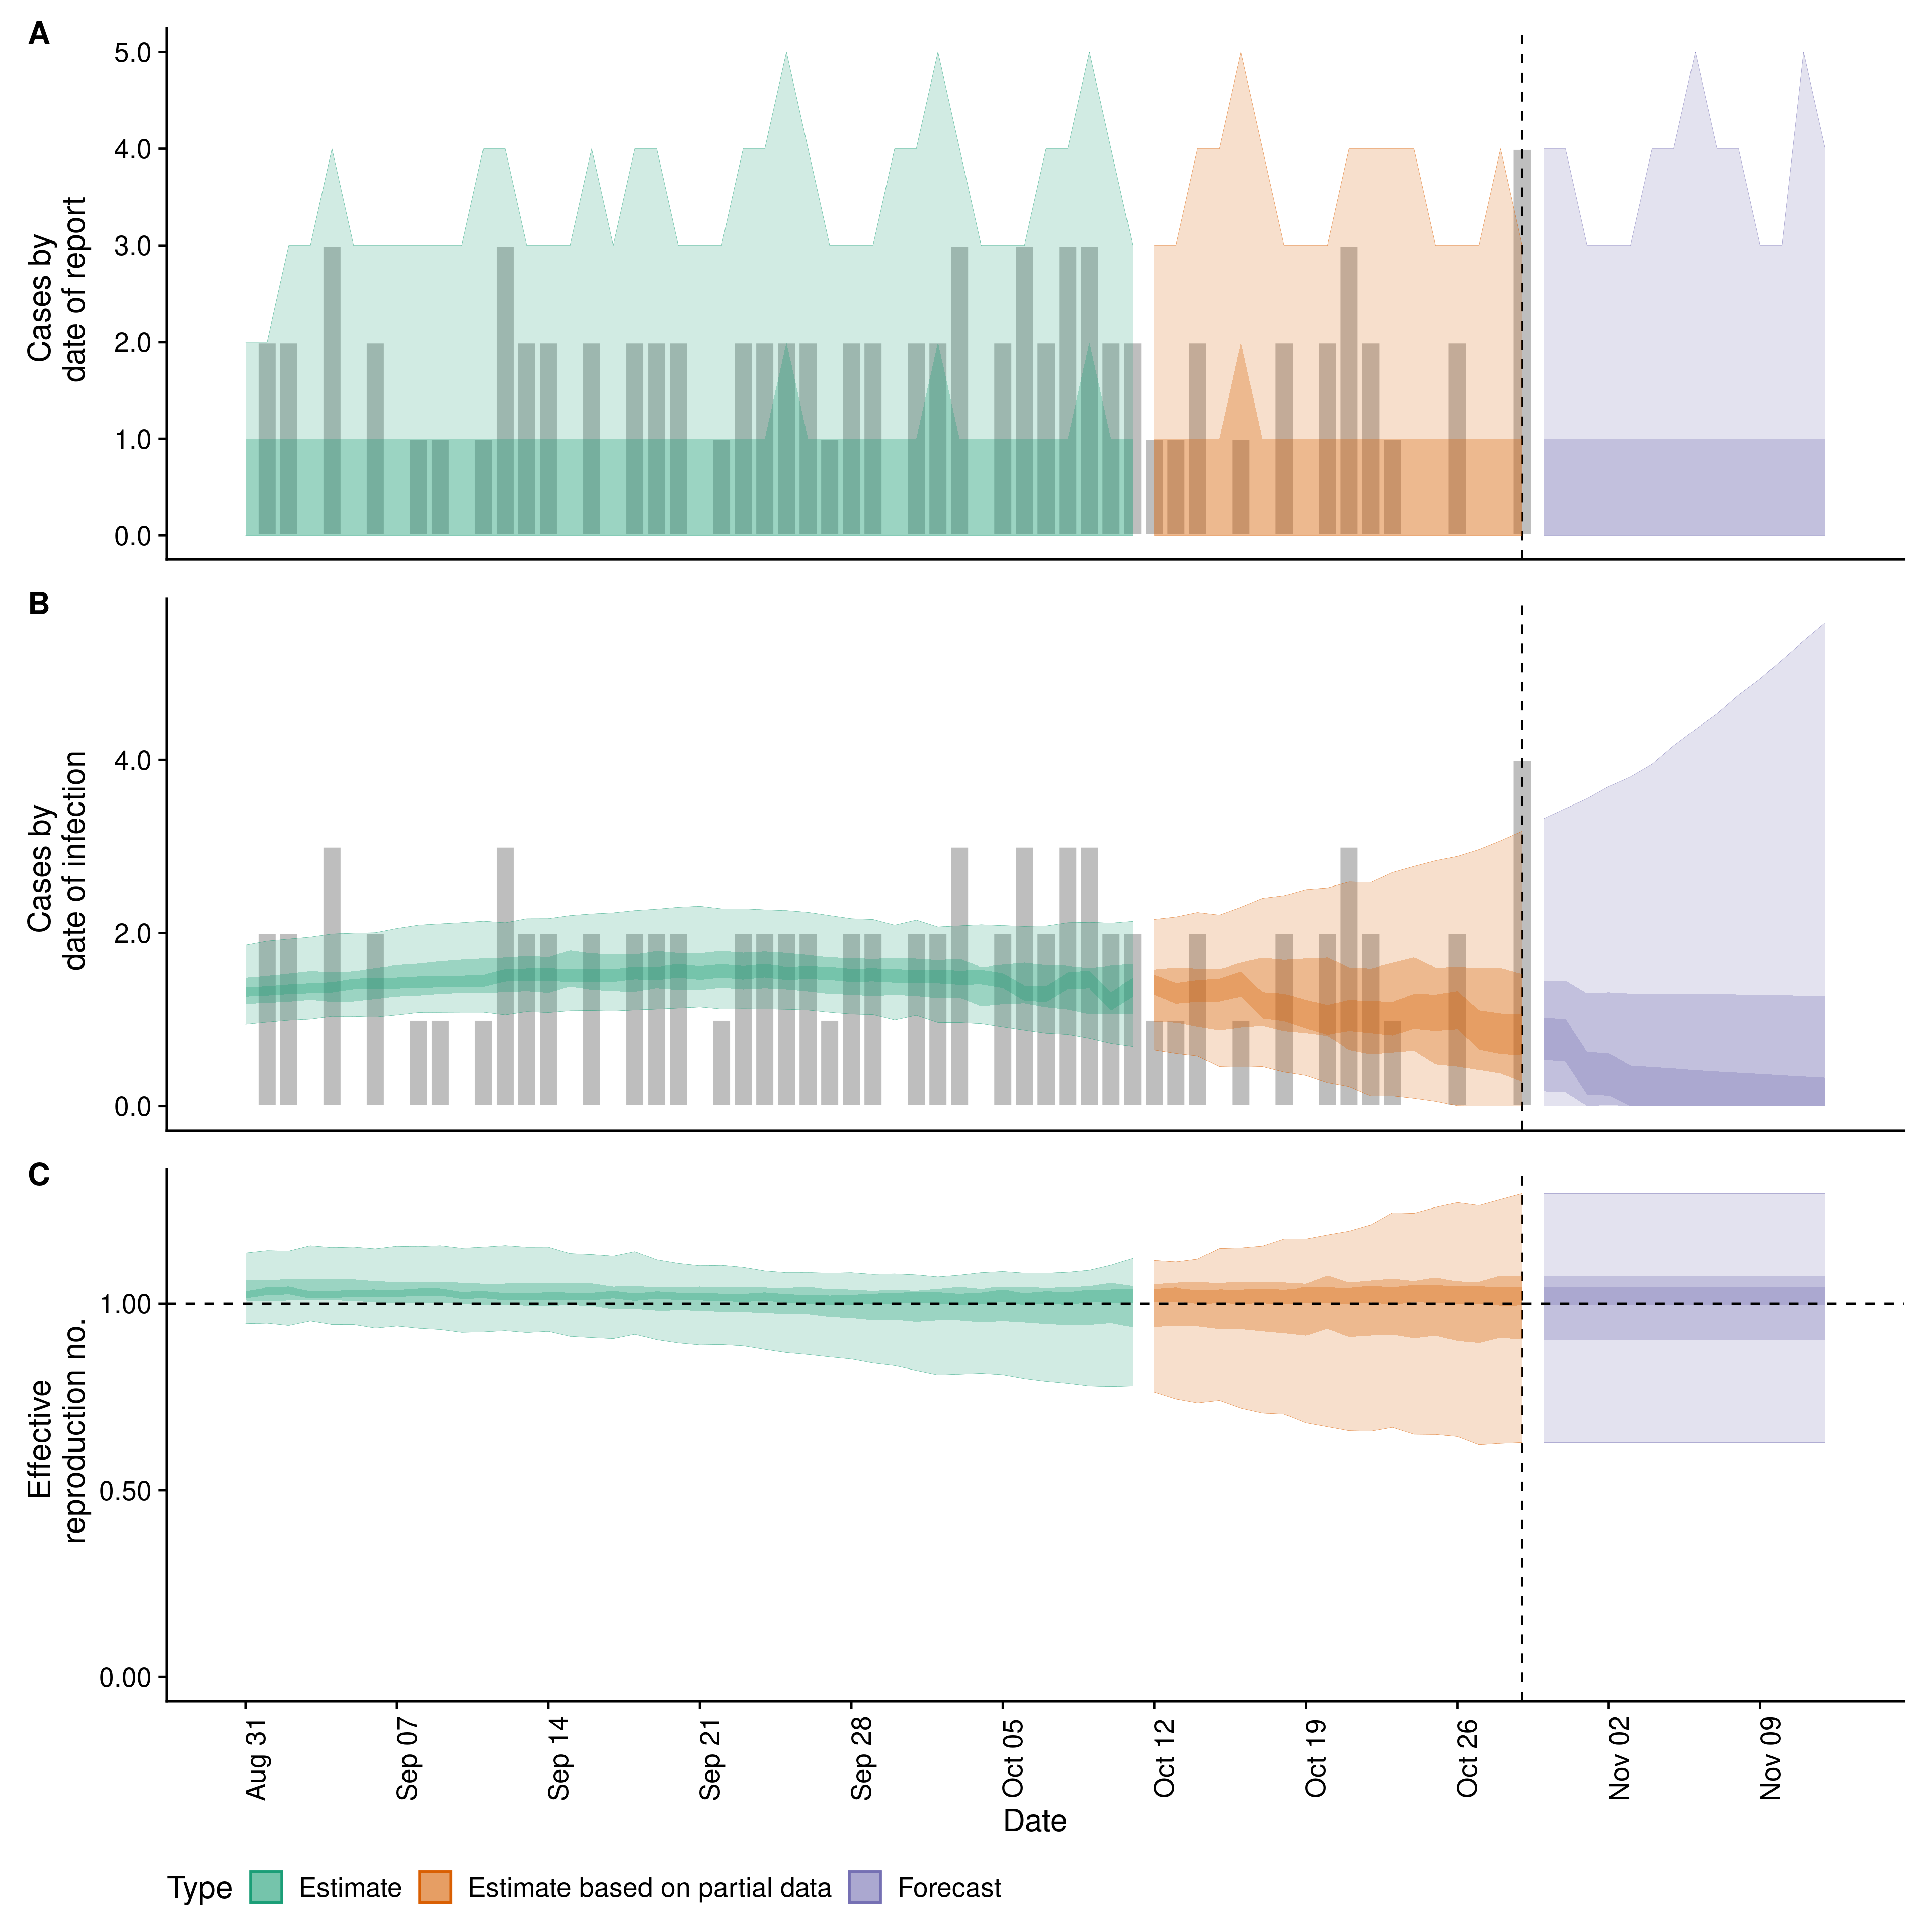 A
5.0
4.0
3.0
2.0
1.0
0.0
Cases by
date of report
B
4.0
2.0
0.0
Cases by
date of infection
C
1.00
0.50
0.00
Effective
reproduction no.
Aug 31
Sep 07
Sep 14
Sep 21
Sep 28
Oct 05
Oct 12
Oct 19
Oct 26
Nov 02
Nov 09
Date
Type Estimate Estimate based on partial data Forecast